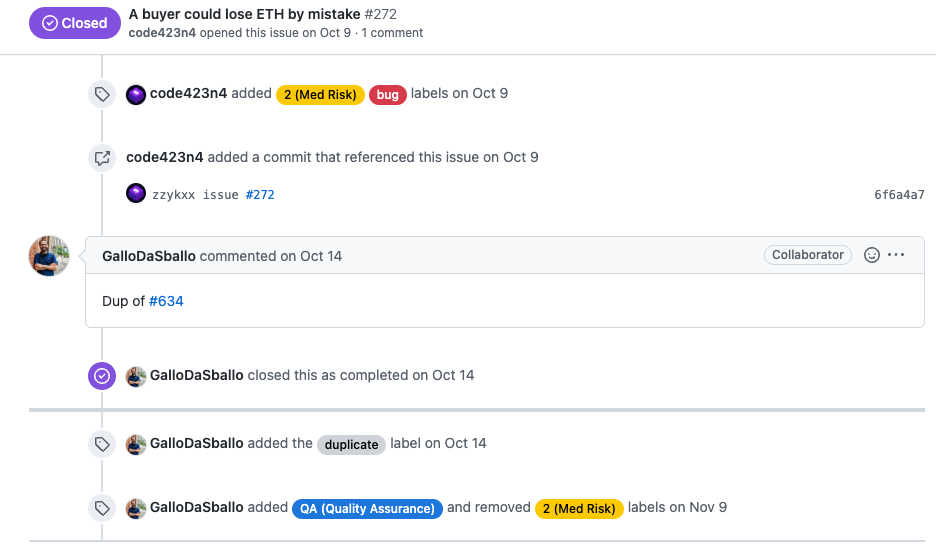 Closed
A buyer could lose ETH by mistake #272
code423n4 opened this issue on Oct 9 · 1 comment
code423n4 added 2 (Med Risk) bug labels on Oct 9
code423n4 added a commit that referenced this issue on Oct 9
zzykxx issue #272 6f6a4a7
GalloDaSballo commented on Oct 14 Collaborator
Dup of #634
GalloDaSballo closed this as completed on Oct 14
GalloDaSballo added the duplicate label on Oct 14
GalloDaSballo added QA (Quality Assurance) and removed 2 (Med Risk) labels on Nov 9